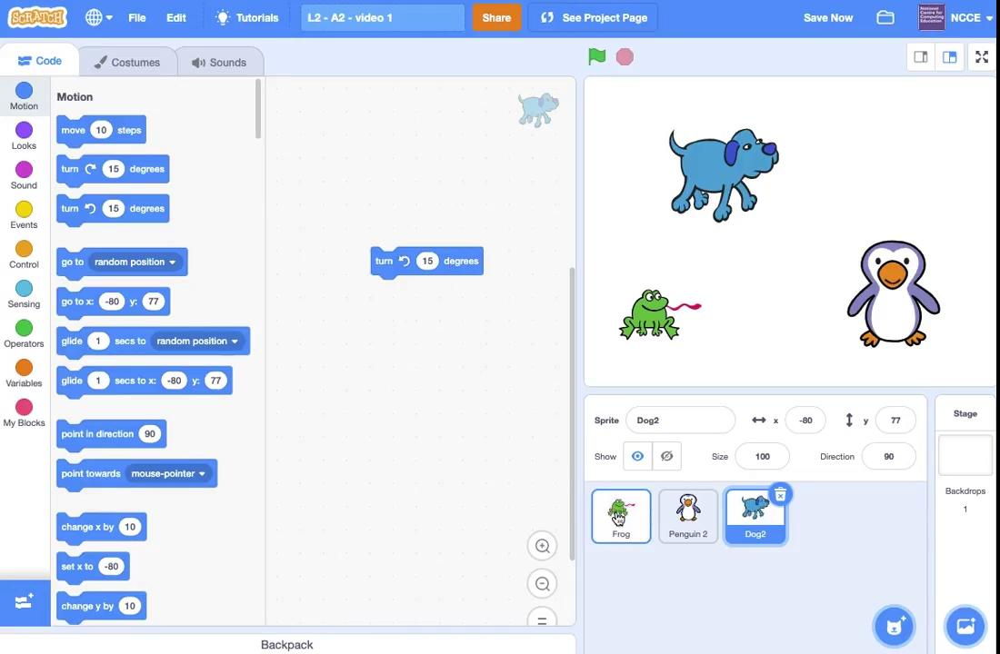 SCRATCH File Edit Tutorials L2 - A2 - video 1 Share See Project Page Save Now National Centre for Computing Education NCCE
Code Costumes Sounds
Motion
Looks
Sound
Events
Control
Sensing
Operators
Variables
My Blocks
Motion
move 10 steps
turn 15 degrees
turn 15 degrees
go to random position
go to x: -80 y: 77
glide 1 secs to random position
glide 1 secs to x: -80 y: 77
point in direction 90
point towards mouse-pointer
change x by 10
set x to -80
change y by 10
turn 15 degrees
Sprite Dog2 x -80 y 77
Show Size 100 Direction 90
Frog Penguin 2 Dog2
Stage
Backdrops
1
Backpack